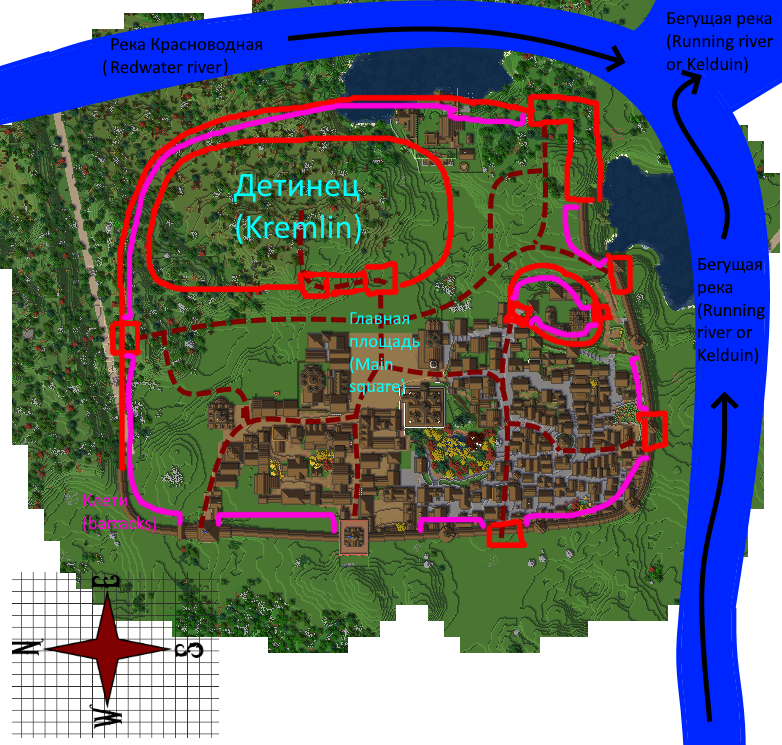 Река Красноводная
(Redwater river)
Бегущая река
(Running river
or Kelduin)
Детинец
(Kremlin)
Бегущая
река
(Running
river or
Kelduin)
Главная
площадь
(Main
square)
Клети
(barracks)
E
N
S
W